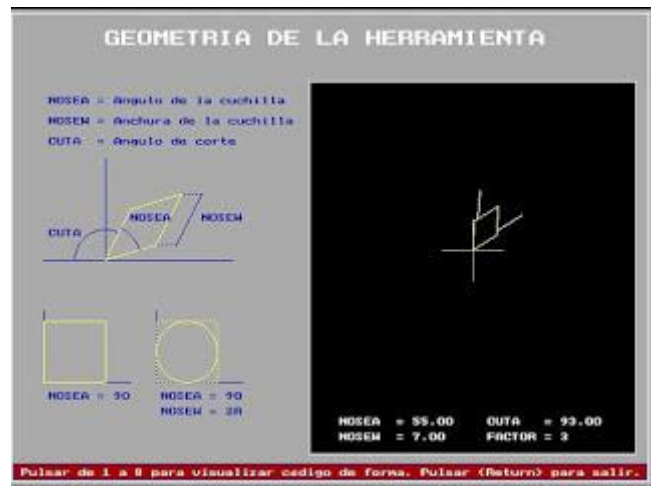 GEOMETRIA DE LA HERRAMIENTA
NOSEA = Angulo de la cuchilla
NOSEW = Anchura de la cuchilla
CUTA = Angulo de corte
NOSEA
NOSEW
CUTA
NOSEA = 90
NOSEA = 90
NOSEW = 2R
NOSEA = 55.00 CUTA = 93.00
NOSEW = 7.00 FACTOR = 3
Pulsar de 1 a 8 para visualizar codigo de forma. Pulsar (Return) para salir.